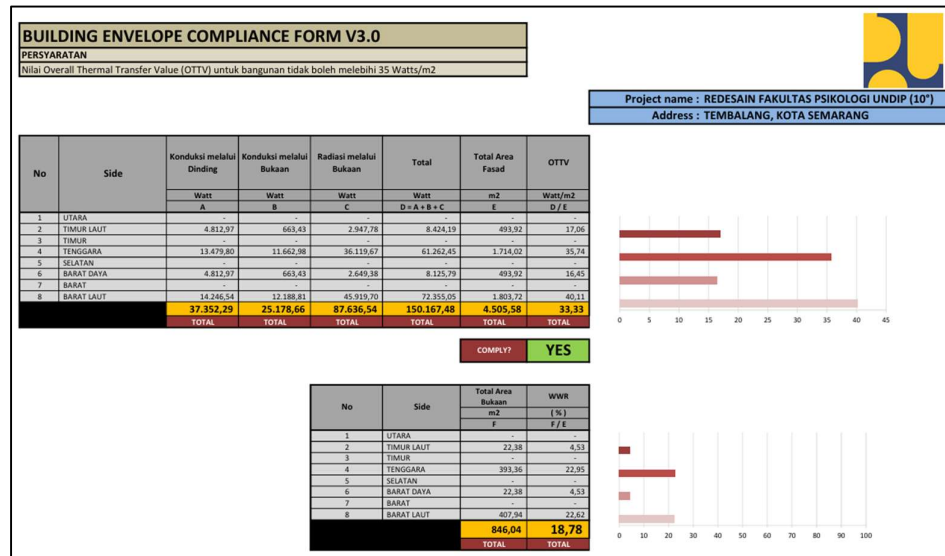 BUILDING ENVELOPE COMPLIANCE FORM V3.0
PERSYARATAN
Nilai Overall Thermal Transfer Value (OTTV) untuk bangunan tidak boleh melebihi 35 Watts/m2
Project name : REDESAIN FAKULTAS PSIKOLOGI UNDIP (10°)
Address : TEMBALANG, KOTA SEMARANG
No Side Konduksi melalui Dinding Konduksi melalui Bukaan Radiasi melalui Bukaan Total Total Area Fasad OTTV
Watt Watt Watt Watt m2 Watt/m2
A B C D = A + B + C E D / E
1 UTARA - - - - - -
2 TIMUR LAUT 4.812,97 663,43 2.947,78 8.424,19 493,92 17,06
3 TIMUR - - - - - -
4 TENGGARA 13.479,80 11.662,98 36.119,67 61.262,45 1.714,02 35,74
5 SELATAN - - - - - -
6 BARAT DAYA 4.812,97 663,43 2.649,38 8.125,79 493,92 16,45
7 BARAT - - - - - -
8 BARAT LAUT 14.246,54 12.188,81 45.919,70 72.355,05 1.803,72 40,11
37.352,29 25.178,66 87.636,54 150.167,48 4.505,58 33,33
TOTAL TOTAL TOTAL TOTAL TOTAL TOTAL
0 5 10 15 20 25 30 35 40 45
COMPLY? YES
No Side Total Area Bukaan WWR
m2 ( % )
F F / E
1 UTARA - -
2 TIMUR LAUT 22,38 4,53
3 TIMUR - -
4 TENGGARA 393,36 22,95
5 SELATAN - -
6 BARAT DAYA 22,38 4,53
7 BARAT - -
8 BARAT LAUT 407,94 22,62
846,04 18,78
TOTAL TOTAL
0 10 20 30 40 50 60 70 80 90 100